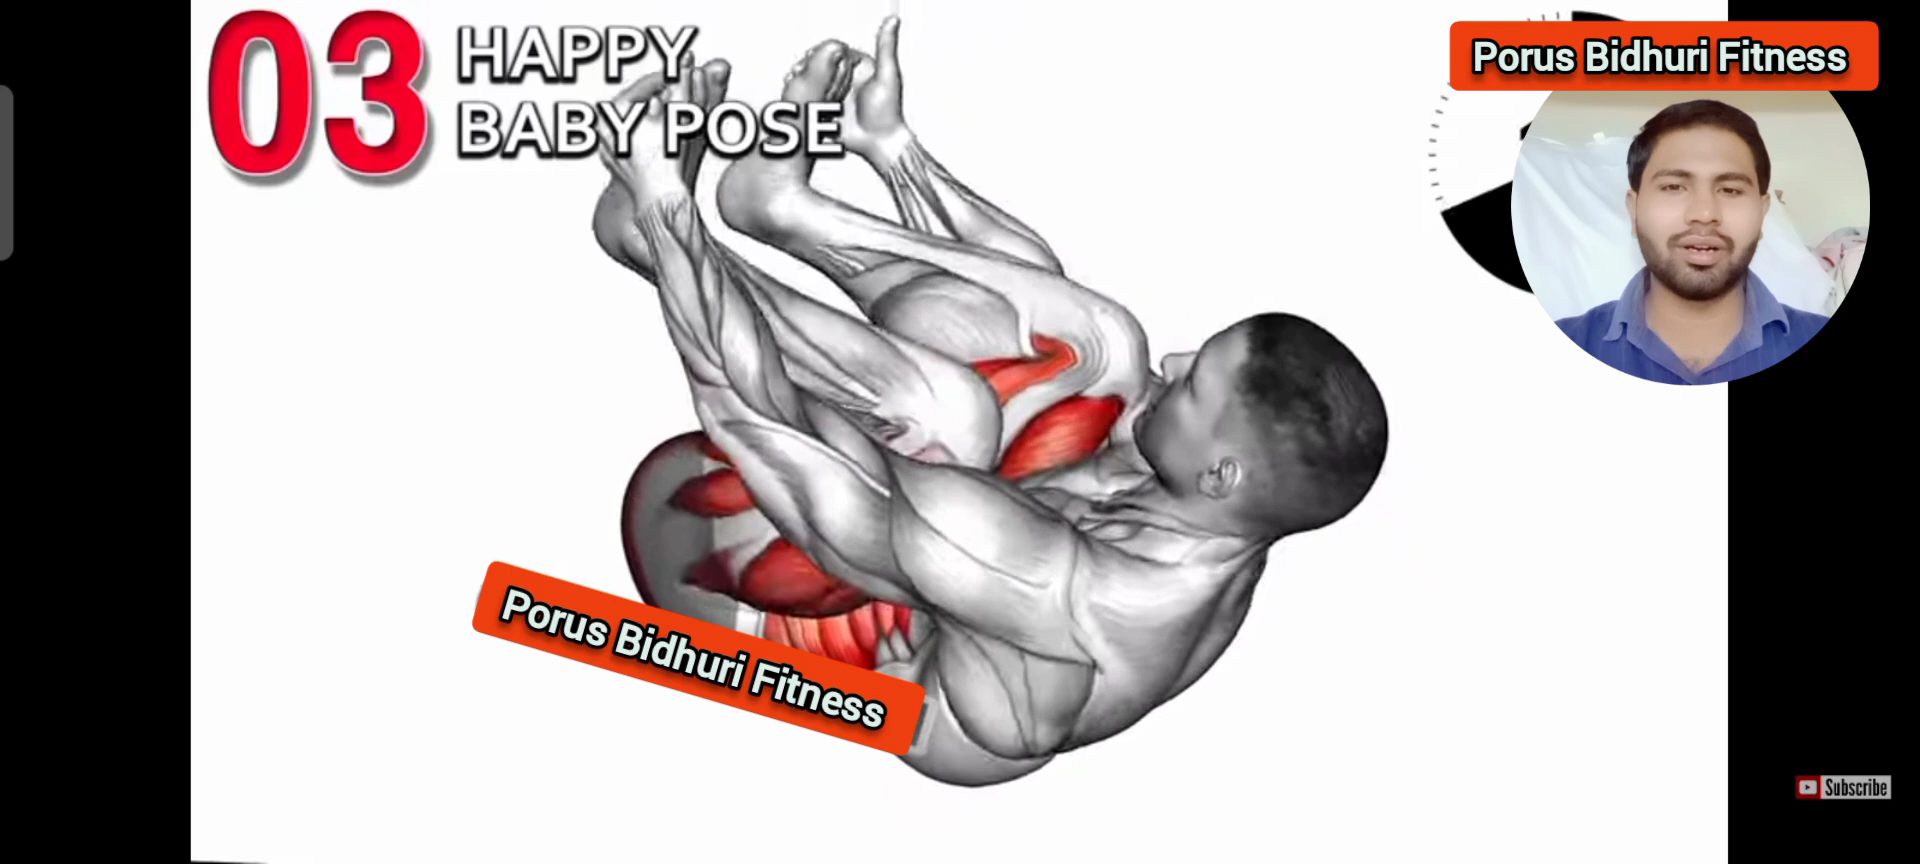 03
HAPPY
BABY POSE
Porus Bidhuri Fitness
Porus Bidhuri Fitness
Subscribe